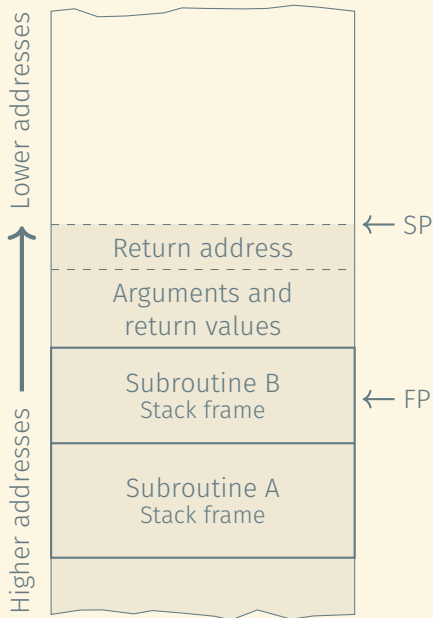 Lower addresses
Higher addresses
SP
Return address
Arguments and
return values
Subroutine B
Stack frame
FP
Subroutine A
Stack frame